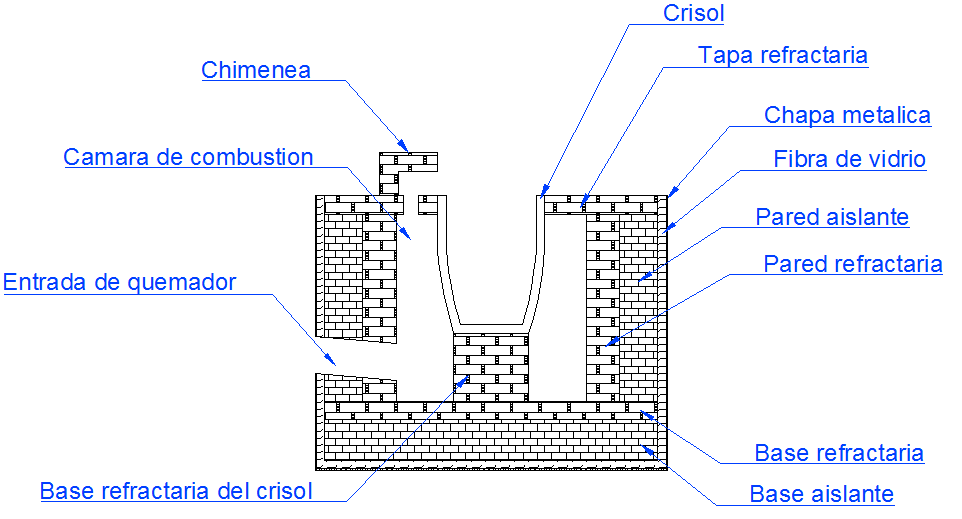 Crisol
Tapa refractaria
Chimenea
Chapa metalica
Camara de combustion
Fibra de vidrio
Pared aislante
Pared refractaria
Entrada de quemador
Base refractaria
Base refractaria del crisol
Base aislante